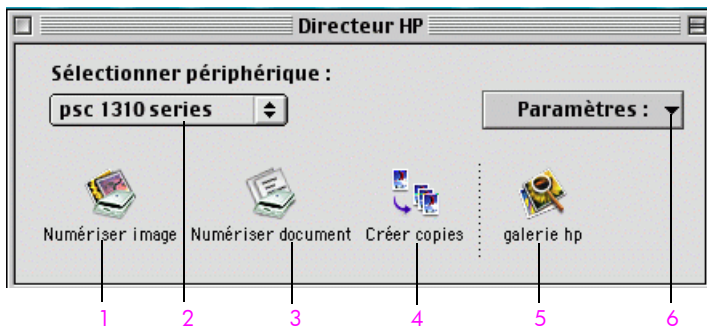 Directeur HP
Sélectionner périphérique :
psc 1310 series
Paramètres :
Numériser image
Numériser document
Créer copies
galerie hp
1 2 3 4 5 6